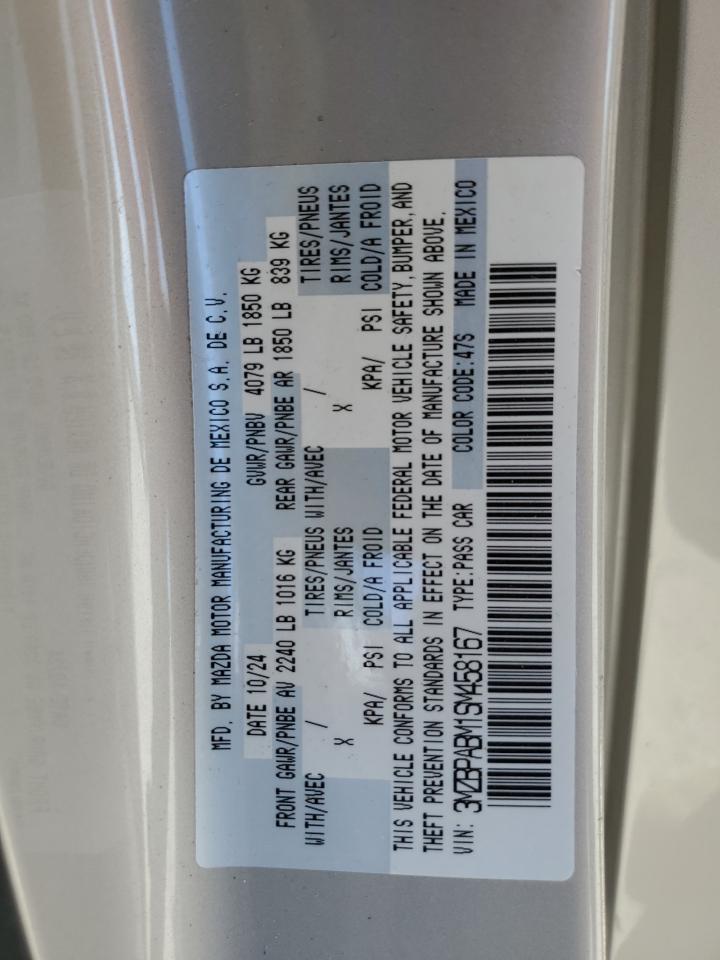 MFD. BY MAZDA MOTOR MANUFACTURING DE MEXICO S.A. DE C.V.
DATE 10/24 GVWR/PNBV 4079 LB 1850 KG
FRONT GAWR/PNBE AV 2240 LB 1016 KG REAR GAWR/PNBE AR 1850 LB 839 KG
WITH/AVEC / TIRES/PNEUS WITH/AVEC / TIRES/PNEUS
X RIMS/JANTES X RIMS/JANTES
KPA/ PSI COLD/A FROID KPA/ PSI COLD/A FROID
THIS VEHICLE CONFORMS TO ALL APPLICABLE FEDERAL MOTOR VEHICLE SAFETY, BUMPER, AND
THEFT PREVENTION STANDARDS IN EFFECT ON THE DATE OF MANUFACTURE SHOWN ABOVE.
VIN: 3MZBPABM1SM458167 TYPE:PASS CAR COLOR CODE:47S MADE IN MEXICO